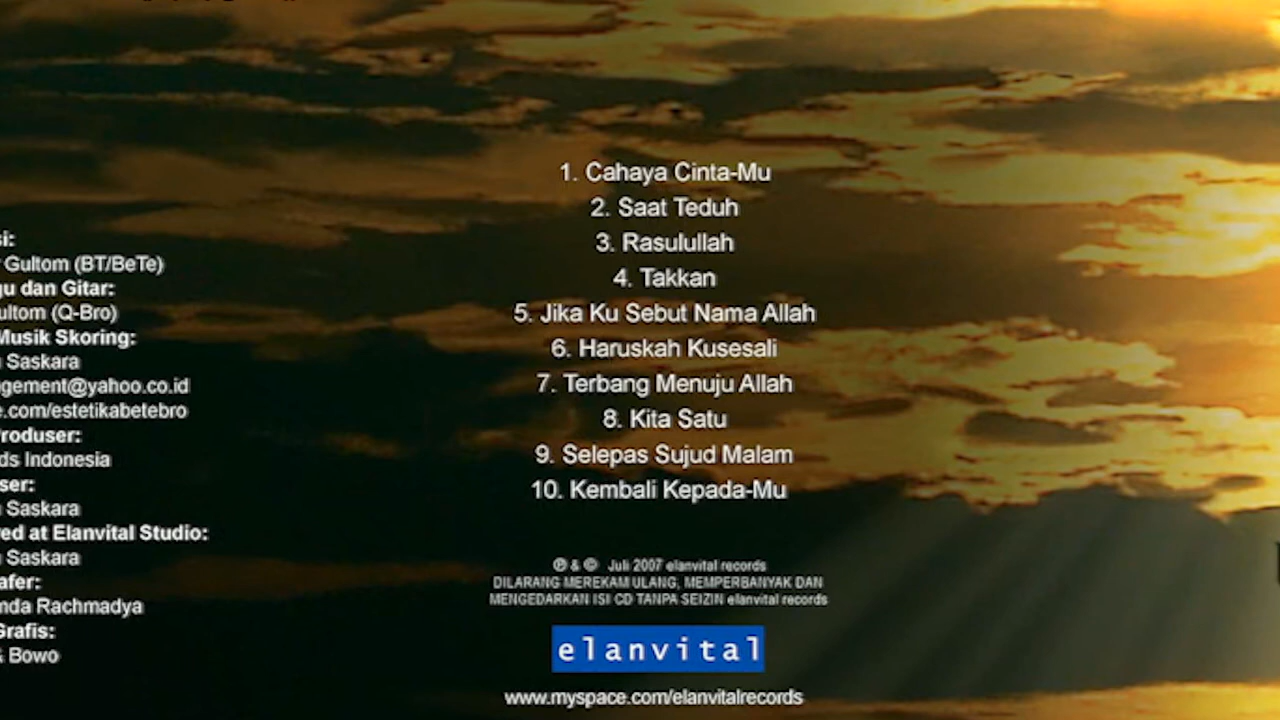 si:
Gultom (BT/BeTe)
gu dan Gitar:
ultom (Q-Bro)
Musik Skoring:
Saskara
gement@yahoo.co.id
e.com/estetikabetebro
Produser:
ds Indonesia
ser:
Saskara
ed at Elanvital Studio:
Saskara
afer:
nda Rachmadya
Grafis:
& Bowo
1. Cahaya Cinta-Mu
2. Saat Teduh
3. Rasulullah
4. Takkan
5. Jika Ku Sebut Nama Allah
6. Haruskah Kusesali
7. Terbang Menuju Allah
8. Kita Satu
9. Selepas Sujud Malam
10. Kembali Kepada-Mu
℗ & © Juli 2007 elanvital records
DILARANG MEREKAM ULANG, MEMPERBANYAK DAN
MENGEDARKAN ISI CD TANPA SEIZIN elanvital records
elanvital
www.myspace.com/elanvitalrecords